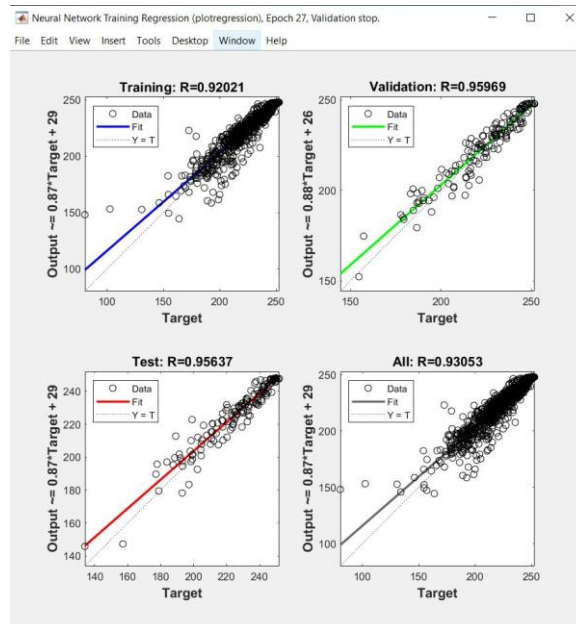 Neural Network Training Regression (plotregression), Epoch 27, Validation stop.
File Edit View Insert Tools Desktop Window Help
Training: R=0.92021
Output ~= 0.87*Target + 29
250
200
150
100
Data
Fit
Y = T
100 150 200 250
Target
Validation: R=0.95969
Output ~= 0.88*Target + 26
250
200
150
Data
Fit
Y = T
150 200 250
Target
Test: R=0.95637
Output ~= 0.87*Target + 29
240
220
200
180
160
140
Data
Fit
Y = T
140 160 180 200 220 240
Target
All: R=0.93053
Output ~= 0.87*Target + 29
250
200
150
100
Data
Fit
Y = T
100 150 200 250
Target